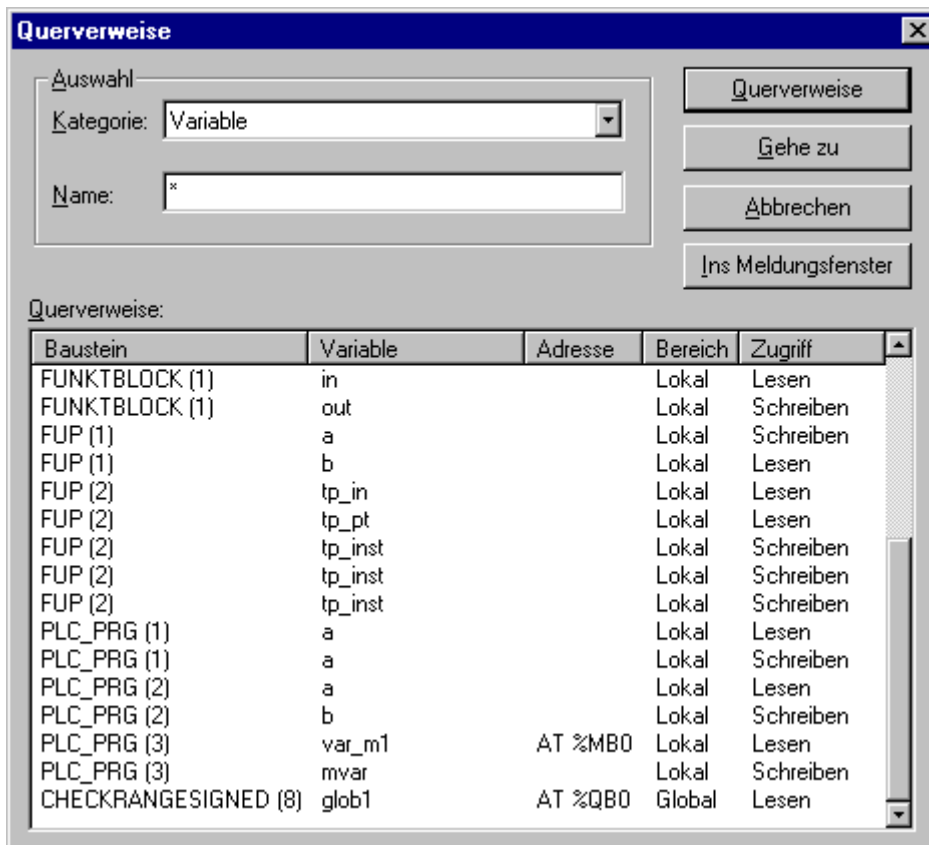 Querverweise
Auswahl
Kategorie: Variable
Name: *
Querverweise
Gehe zu
Abbrechen
Ins Meldungsfenster
Querverweise:
Baustein Variable Adresse Bereich Zugriff
FUNKTBLOCK (1) in Lokal Lesen
FUNKTBLOCK (1) out Lokal Schreiben
FUP (1) a Lokal Schreiben
FUP (1) b Lokal Lesen
FUP (2) tp_in Lokal Lesen
FUP (2) tp_pt Lokal Lesen
FUP (2) tp_inst Lokal Schreiben
FUP (2) tp_inst Lokal Schreiben
FUP (2) tp_inst Lokal Schreiben
PLC_PRG (1) a Lokal Lesen
PLC_PRG (1) a Lokal Schreiben
PLC_PRG (2) a Lokal Lesen
PLC_PRG (2) b Lokal Schreiben
PLC_PRG (3) var_m1 AT %MB0 Lokal Lesen
PLC_PRG (3) mvar Lokal Schreiben
CHECKRANGESIGNED (8) glob1 AT %QB0 Global Lesen